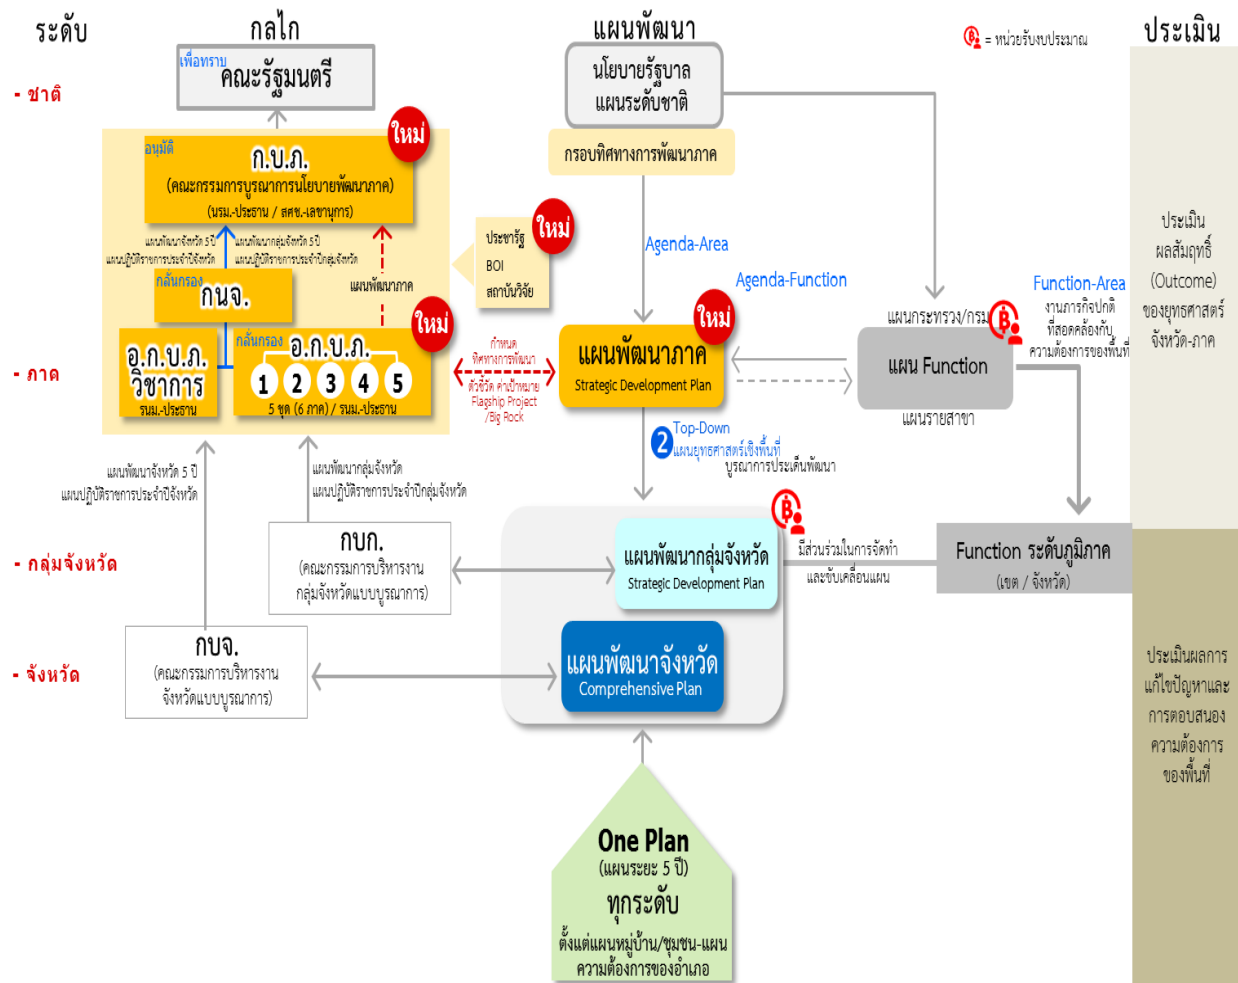 ระดับ
กลไก
แผนพัฒนา
ประเมิน
= หน่วยรับงบประมาณ
- ชาติ
เพื่อทราบ
คณะรัฐมนตรี
นโยบายรัฐบาล
แผนระดับชาติ
กรอบทิศทางการพัฒนาภาค
อนุมัติ
ใหม่
ก.บ.ภ.
(คณะกรรมการบูรณาการนโยบายพัฒนาภาค)
(นรม.-ประธาน / สศช.-เลขานุการ)
แผนพัฒนาจังหวัด 5 ปี
แผนปฏิบัติราชการประจำปีจังหวัด
แผนพัฒนากลุ่มจังหวัด 5 ปี
แผนปฏิบัติราชการประจำปีกลุ่มจังหวัด
แผนพัฒนาภาค
ใหม่
ประชารัฐ
BOI
สถาบันวิจัย
Agenda-Area
Agenda-Function
Function-Area
งานภารกิจปกติ
ที่สอดคล้องกับ
ความต้องการของพื้นที่
ประเมิน
ผลสัมฤทธิ์
(Outcome)
ของยุทธศาสตร์
จังหวัด-ภาค
กลั่นกรอง
กนจ.
- ภาค
อ.ก.บ.ภ.
วิชาการ
รนม.-ประธาน
กลั่นกรอง
ใหม่
อ.ก.บ.ภ.
1 2 3 4 5
5 ชุด (6 ภาค) / รนม.-ประธาน
กำหนด
ทิศทางการพัฒนา
ตัวชี้วัด ค่าเป้าหมาย
Flagship Project
/Big Rock
ใหม่
แผนพัฒนาภาค
Strategic Development Plan
แผนกระทรวง/กรม
แผน Function
แผนรายสาขา
2
Top-Down
แผนยุทธศาสตร์เชิงพื้นที่
บูรณาการประเด็นพัฒนา
แผนพัฒนาจังหวัด 5 ปี
แผนปฏิบัติราชการประจำปีจังหวัด
แผนพัฒนากลุ่มจังหวัด
แผนปฏิบัติราชการประจำปีกลุ่มจังหวัด
- กลุ่มจังหวัด
กบก.
(คณะกรรมการบริหารงาน
กลุ่มจังหวัดแบบบูรณาการ)
แผนพัฒนากลุ่มจังหวัด
Strategic Development Plan
มีส่วนร่วมในการจัดทำ
และขับเคลื่อนแผน
Function ระดับภูมิภาค
(เขต / จังหวัด)
- จังหวัด
กบจ.
(คณะกรรมการบริหารงาน
จังหวัดแบบบูรณาการ)
แผนพัฒนาจังหวัด
Comprehensive Plan
ประเมินผลการ
แก้ไขปัญหาและ
การตอบสนอง
ความต้องการ
ของพื้นที่
One Plan
(แผนระยะ 5 ปี)
ทุกระดับ
ตั้งแต่แผนหมู่บ้าน/ชุมชน-แผน
ความต้องการของอำเภอ